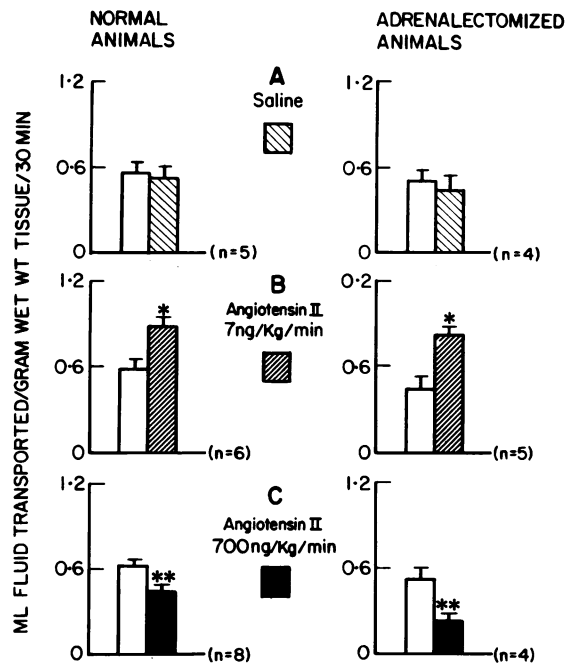 NORMAL
ANIMALS
ADRENALECTOMIZED
ANIMALS
ML FLUID TRANSPORTED/GRAM WET WT TISSUE/30 MIN
1·2
0·6
0
(n=5)
A
Saline
1·2
0·6
0
(n=4)
1·2
0·6
0
*
(n=6)
B
Angiotensin II
7ng/Kg/min
0·2
0·6
0
*
(n=5)
1·2
0·6
0
**
(n=8)
C
Angiotensin II
700ng/Kg/min
1·2
0·6
0
**
(n=4)